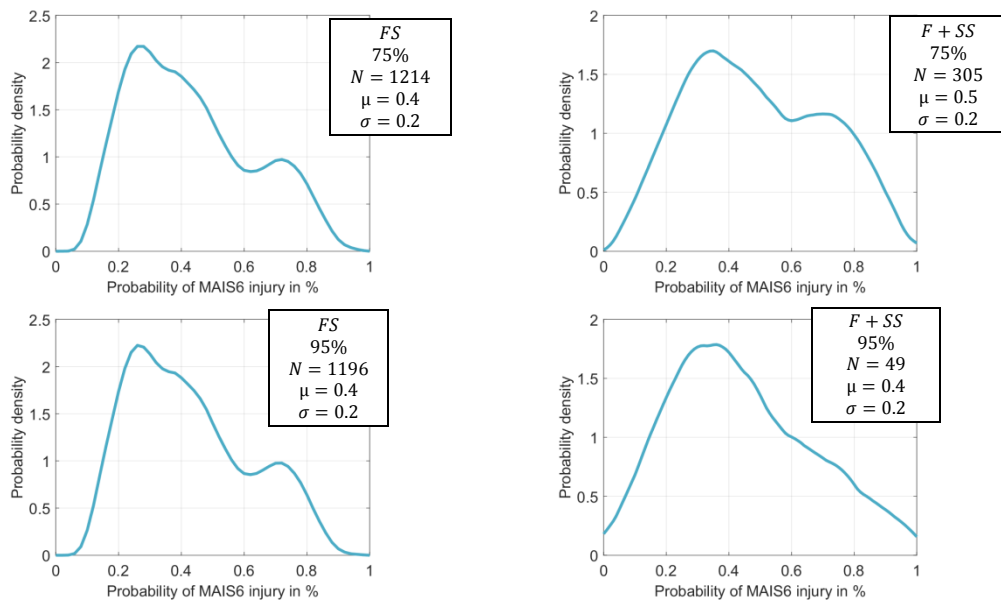 2.5
2
1.5
1
0.5
0
Probability density
0 0.2 0.4 0.6 0.8 1
Probability of MAIS6 injury in %
FS
75%
N = 1214
μ = 0.4
σ = 0.2
2
1.5
1
0.5
0
Probability density
0 0.2 0.4 0.6 0.8 1
Probability of MAIS6 injury in %
F + SS
75%
N = 305
μ = 0.5
σ = 0.2
2.5
2
1.5
1
0.5
0
Probability density
0 0.2 0.4 0.6 0.8 1
Probability of MAIS6 injury in %
FS
95%
N = 1196
μ = 0.4
σ = 0.2
2
1.5
1
0.5
0
Probability density
0 0.2 0.4 0.6 0.8 1
Probability of MAIS6 injury in %
F + SS
95%
N = 49
μ = 0.4
σ = 0.2